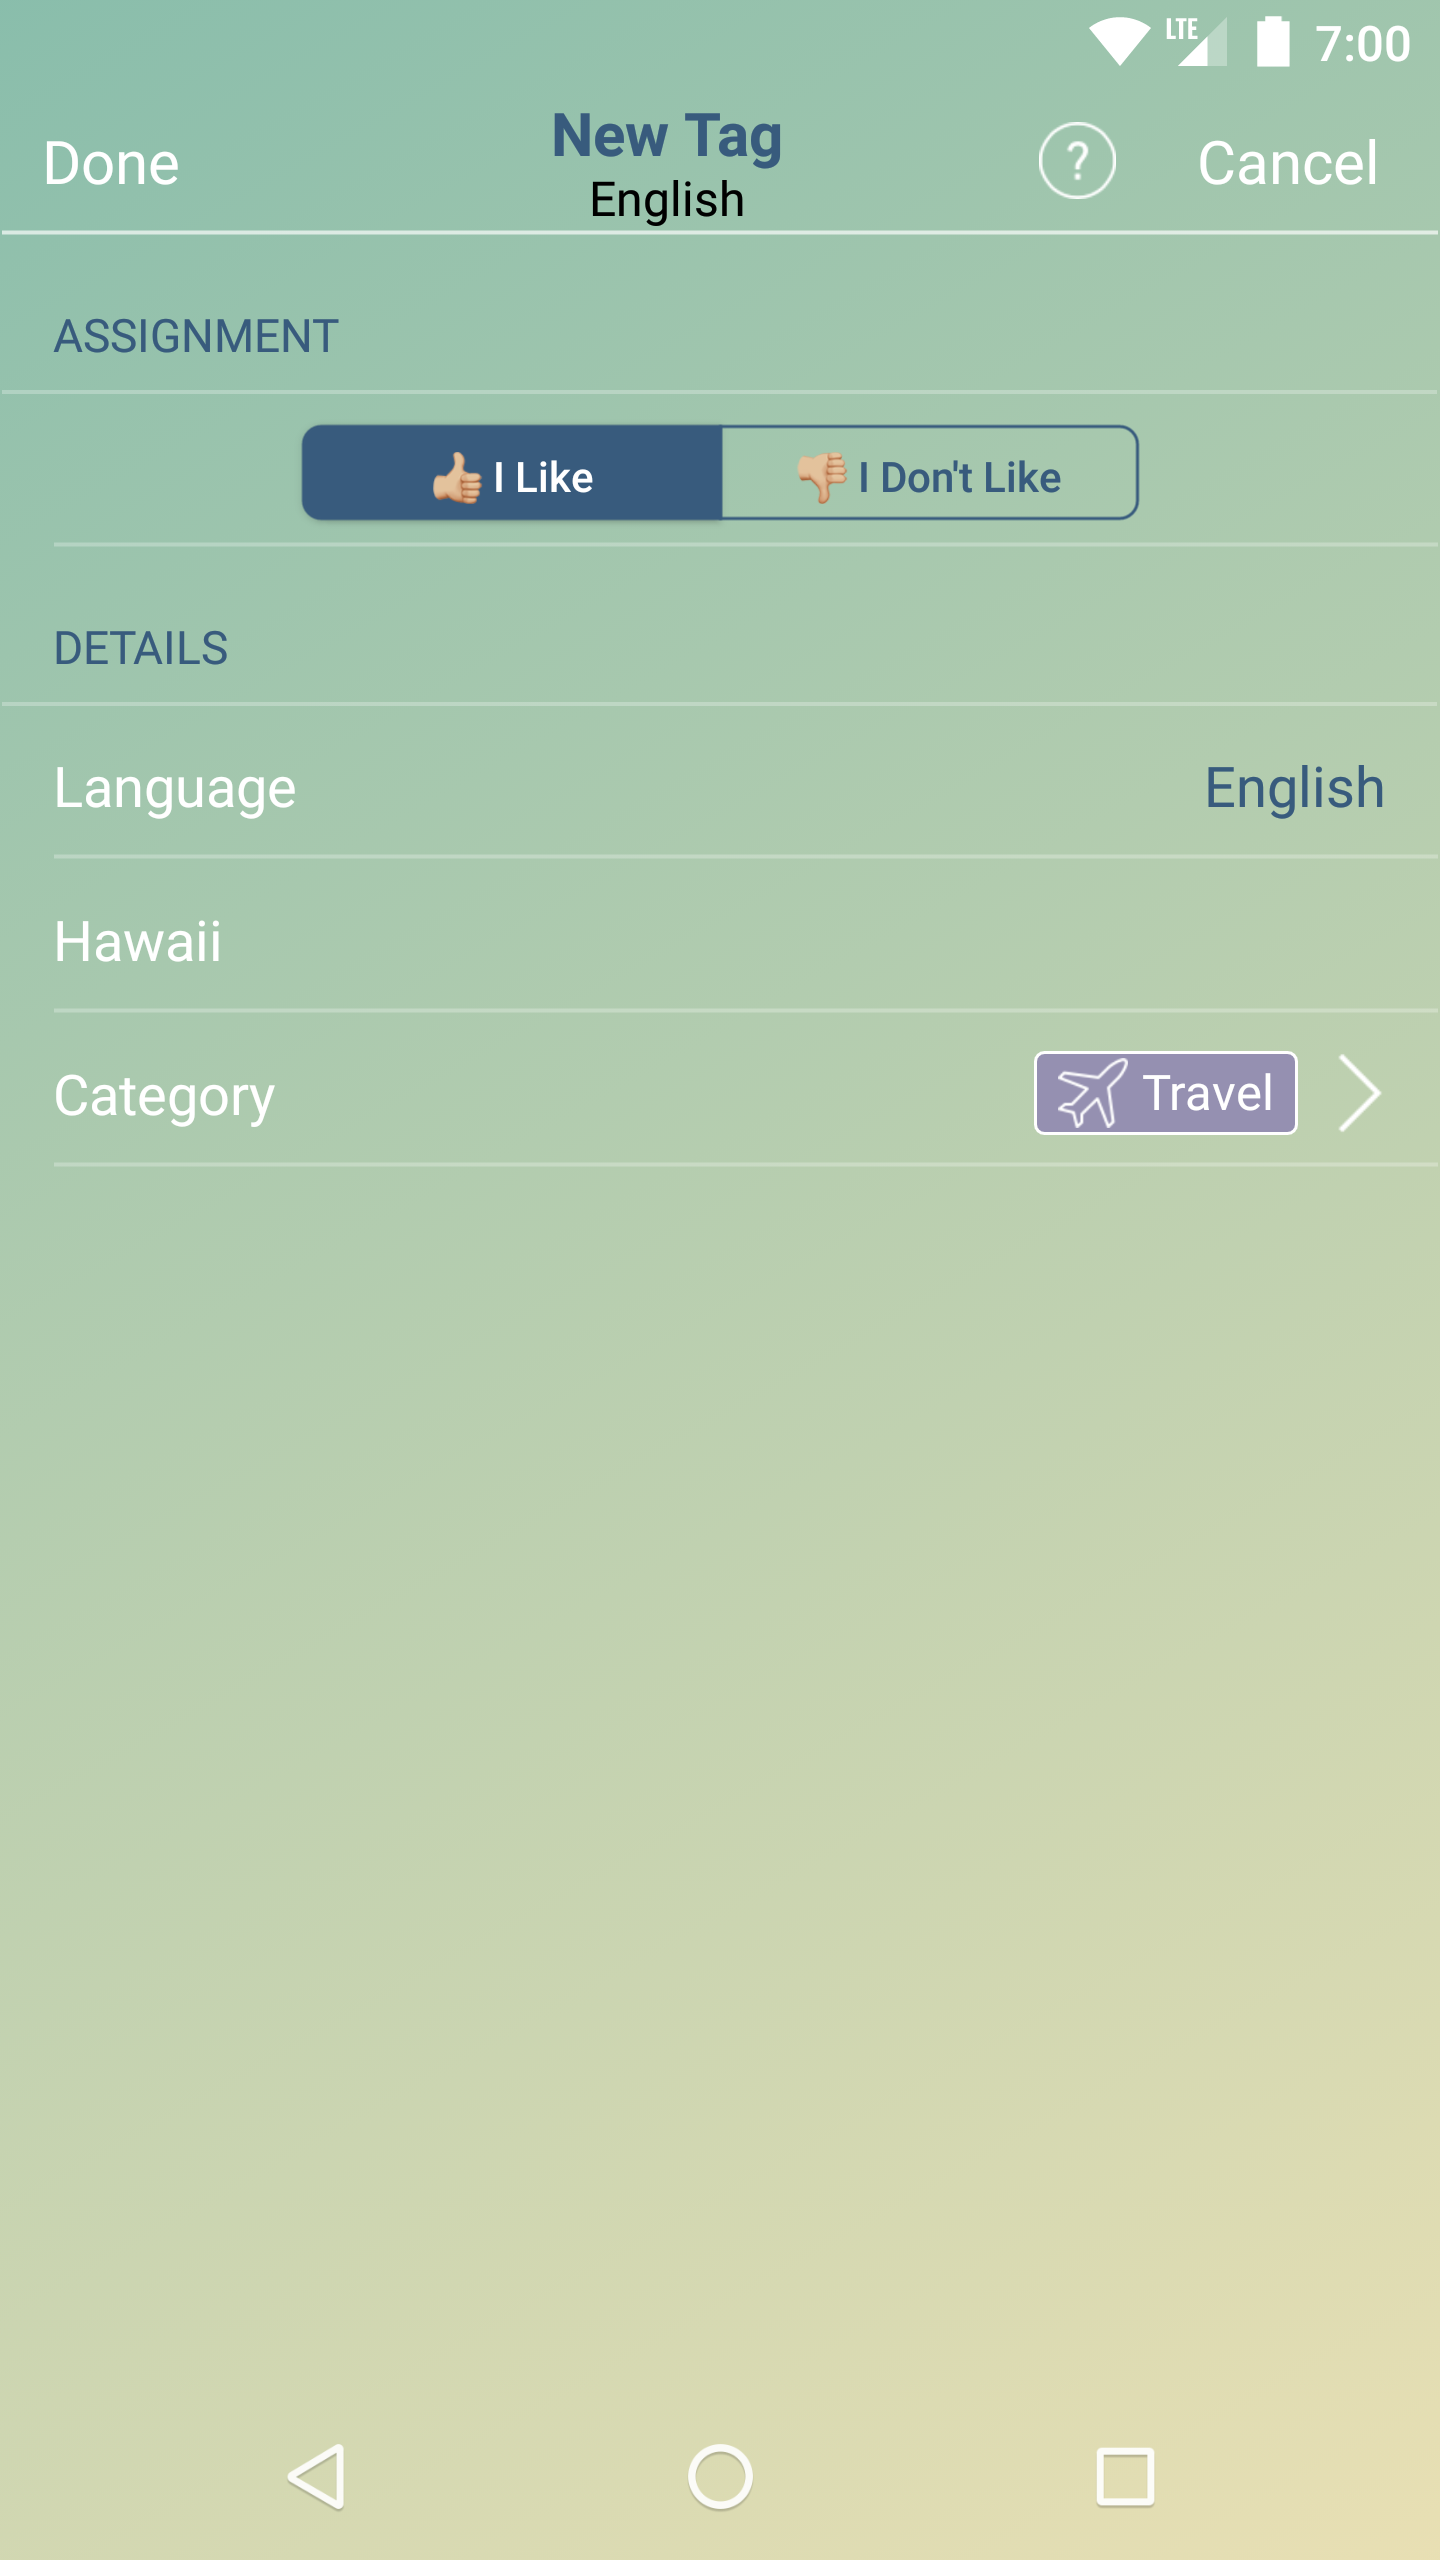 LTE 7:00
Done New Tag ? Cancel
English
ASSIGNMENT
I Like I Don't Like
DETAILS
Language English
Hawaii
Category Travel